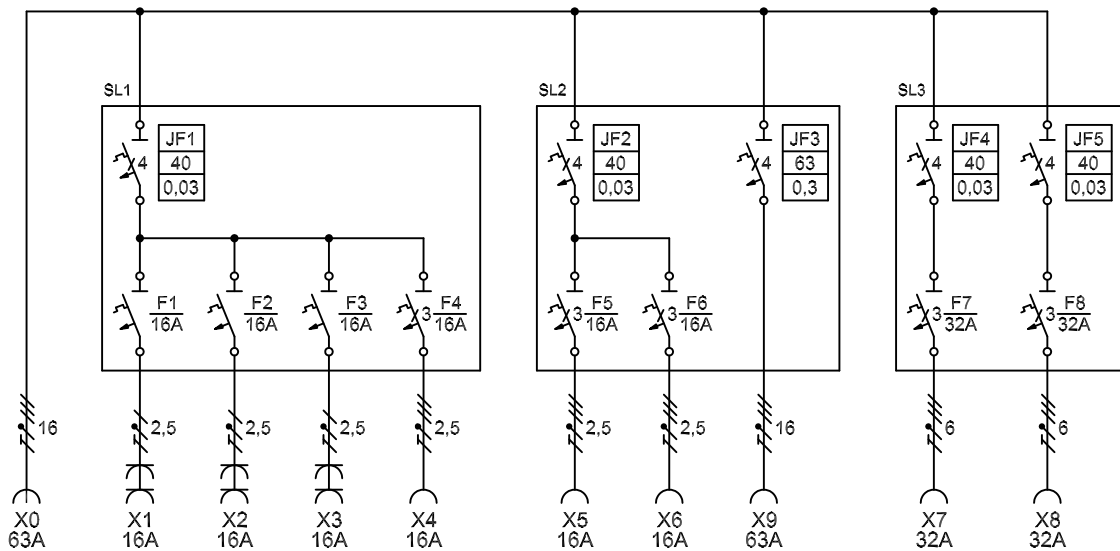 SL1
SL2
SL3
JF1
40
0,03
4
JF2
40
0,03
4
JF3
63
0,3
4
JF4
40
0,03
4
JF5
40
0,03
4
F1
16A
F2
16A
F3
16A
3 F4
16A
3 F5
16A
3 F6
16A
3 F7
32A
3 F8
32A
16
2,5
2,5
2,5
2,5
2,5
2,5
16
6
6
X0
63A
X1
16A
X2
16A
X3
16A
X4
16A
X5
16A
X6
16A
X9
63A
X7
32A
X8
32A